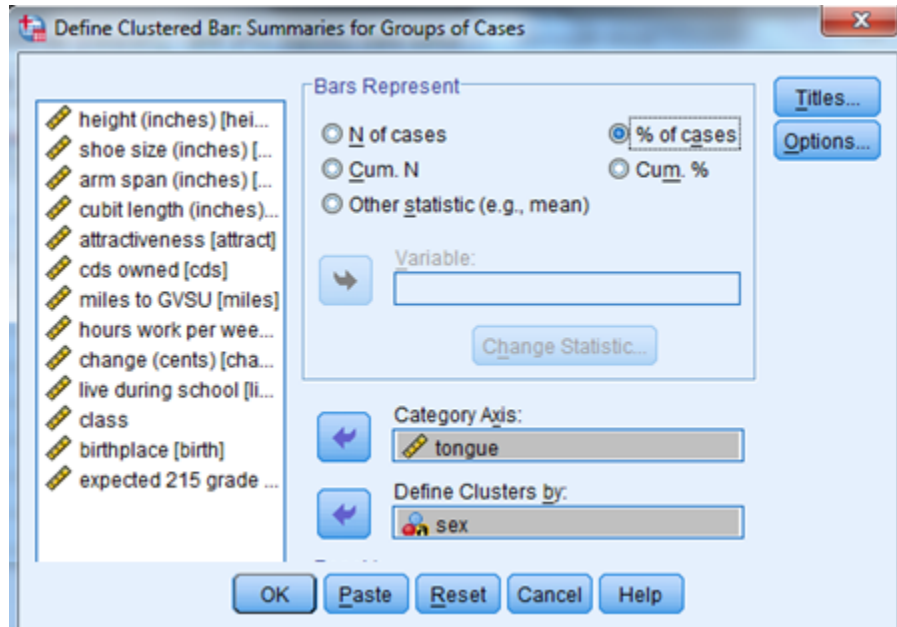 Define Clustered Bar: Summaries for Groups of Cases
height (inches) [hei...
shoe size (inches) [...
arm span (inches) [...
cubit length (inches)...
attractiveness [attract]
cds owned [cds]
miles to GVSU [miles]
hours work per wee...
change (cents) [cha...
live during school [li...
class
birthplace [birth]
expected 215 grade ...
Bars Represent
N of cases
% of cases
Cum. N
Cum. %
Other statistic (e.g., mean)
Variable:
Change Statistic...
Category Axis:
tongue
Define Clusters by:
sex
Titles...
Options...
OK
Paste
Reset
Cancel
Help